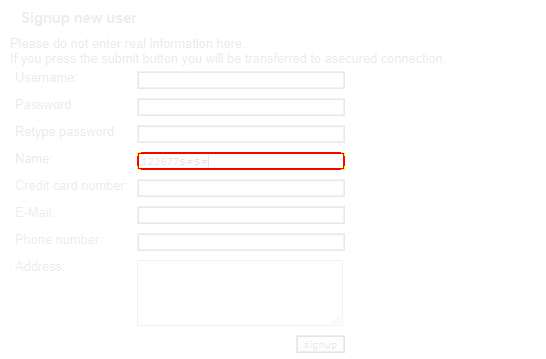 Signup new user
Please do not enter real information here.
If you press the submit button you will be transferred to asecured connection.
Username:
Password:
Retype password:
Name: 123677$#$#
Credit card number:
E-Mail:
Phone number:
Address:
signup